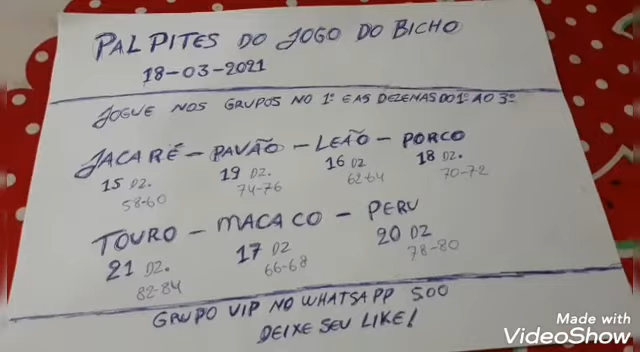 PALPITES DO JOGO DO BICHO
18-03-2021
JOGUE NOS GRUPOS NO 1º E AS DEZENAS DO 1º AO 3º
JACARÉ - PAVÃO - LEÃO - PORCO
15 DZ. 19 DZ. 16 DZ 18 DZ.
58-60 74-76 62-64 70-72
TOURO - MACACO - PERU
21 DZ. 17 DZ 20 DZ
82-84 66-68 78-80
GRUPO VIP NO WHATSAPP 5.00
DEIXE SEU LIKE!
Made with
VideoShow